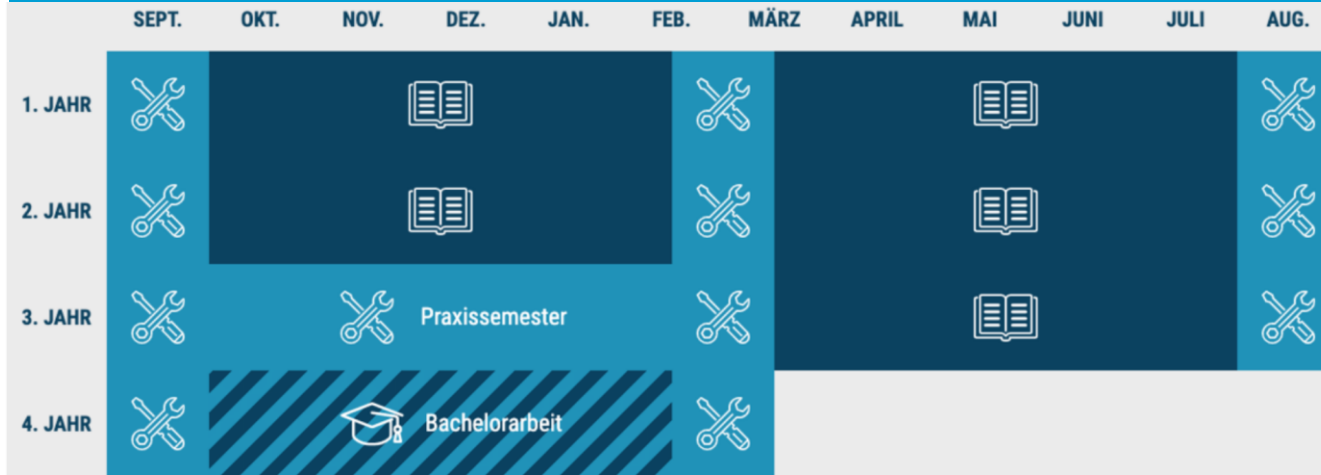 SEPT. OKT. NOV. DEZ. JAN. FEB. MÄRZ APRIL MAI JUNI JULI AUG.
1. JAHR
2. JAHR
3. JAHR Praxissemester
4. JAHR Bachelorarbeit